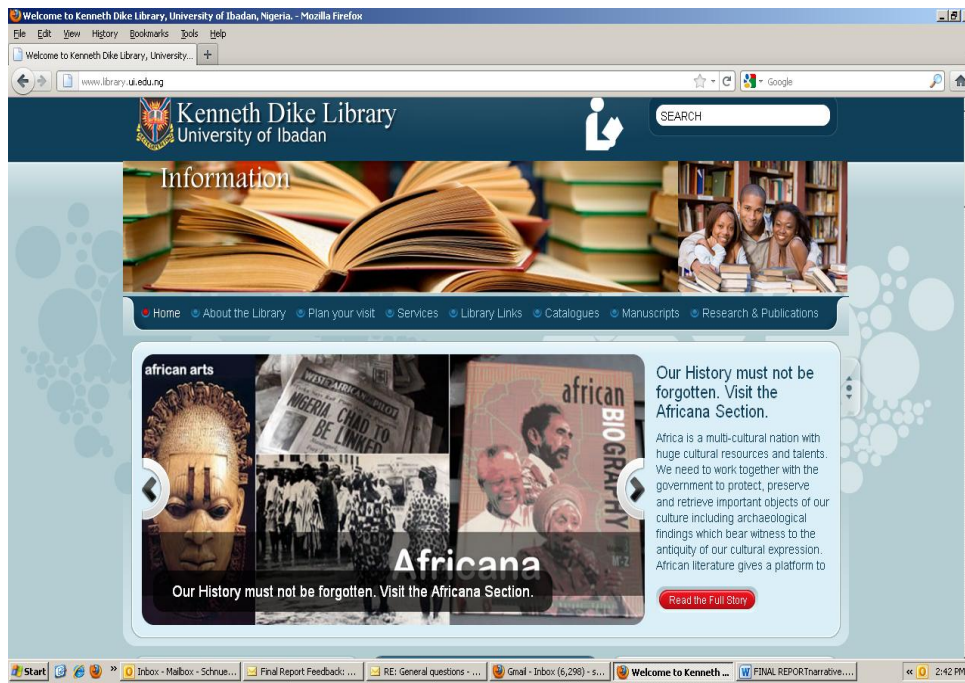 Welcome to Kenneth Dike Library, University of Ibadan, Nigeria. - Mozilla Firefox
File Edit View History Bookmarks Tools Help
Welcome to Kenneth Dike Library, University... +
www.library.ui.edu.ng
Google
Kenneth Dike Library
University of Ibadan
SEARCH
Information
Home About the Library Plan your visit Services Library Links Catalogues Manuscripts Research & Publications
african arts
WEST AFRICAN PILOT
NIGERIA, CHAD TO
BE LINKED
african
BIOGRAPHY
M-Z
Africana
Our History must not be forgotten. Visit the Africana Section.
Our History must not be
forgotten. Visit the
Africana Section.
Africa is a multi-cultural nation with
huge cultural resources and talents.
We need to work together with the
government to protect, preserve
and retrieve important objects of our
culture including archaeological
findings which bear witness to the
antiquity of our cultural expression.
African literature gives a platform to
Read the Full Story
Start » Inbox - Mailbox - Schnue... Final Report Feedback: ... RE: General questions - ... Gmail - Inbox (6,298) - s... Welcome to Kenneth ... FINAL REPORTnarrative.... « 2:42 PM